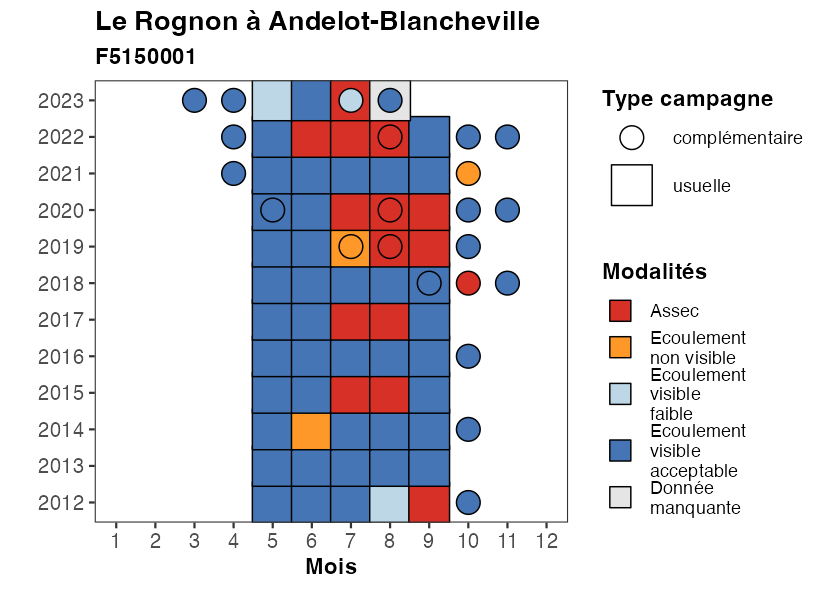 Le Rognon à Andelot-Blancheville
F5150001
2023
2022
2021
2020
2019
2018
2017
2016
2015
2014
2013
2012
1 2 3 4 5 6 7 8 9 10 11 12
Mois
Type campagne
complémentaire
usuelle
Modalités
Assec
Ecoulement
non visible
Ecoulement
visible
faible
Ecoulement
visible
acceptable
Donnée
manquante